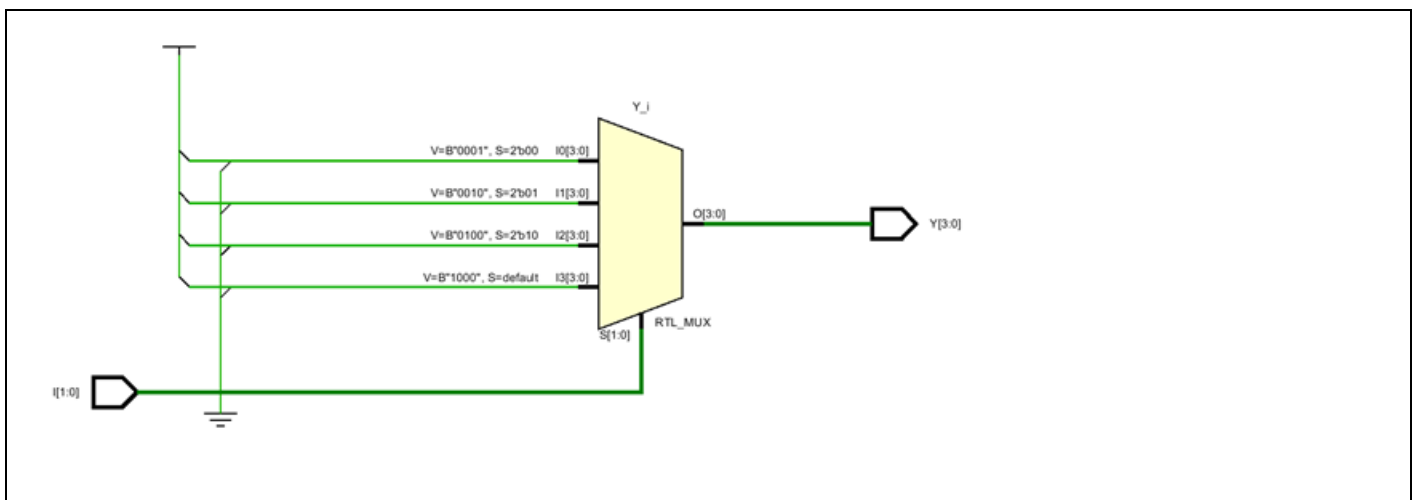 Y_i
V=B"0001", S=2'b00 I0[3:0]
V=B"0010", S=2'b01 I1[3:0]
V=B"0100", S=2'b10 I2[3:0]
V=B"1000", S=default I3[3:0]
O[3:0]
Y[3:0]
RTL_MUX
S[1:0]
I[1:0]